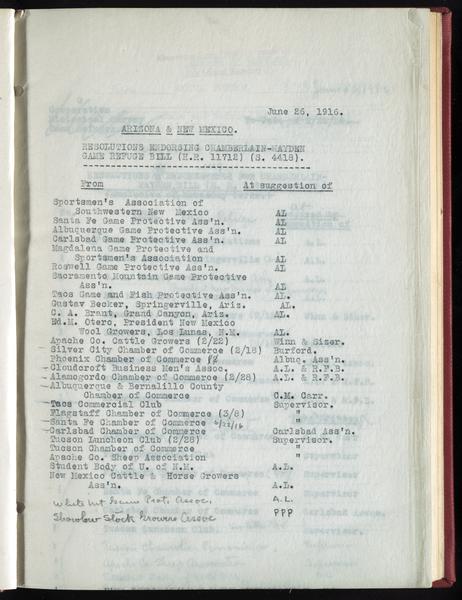 June 26, 1916.
ARIZONA & NEW MEXICO.
RESOLUTIONS ENDORSING CHAMBERLAIN-HAYDEN
GAME REFUGE BILL (H.R. 11712) (S. 4418).
From At suggestion of
Sportsmen's Association of
Southwestern New Mexico AL
Santa Fe Game Protective Ass'n. AL
Albuquerque Game Protective Ass'n. AL
Carlsbad Game Protective Ass'n. AL
Magdalena Game Protective and
Sportsmen's Association AL
Roswell Game Protective Ass'n. AL
Sacramento Mountain Game Protective
Ass'n. AL
Taos Game and Fish Protective Ass'n. AL.
Gustav Becker, Springerville, Ariz. AL.
C. A. Brant, Grand Canyon, Ariz. AL.
Ed.M. Otero, President New Mexico
Wool Growers, Los Lunas, N.M. AL.
Apache Co. Cattle Growers (2/22) Winn & Sizer.
Silver City Chamber of Commerce (2/18) Burford.
Phoenix Chamber of Commerce Albuq. Ass'n.
Cloudcroft Business Men's Assoc. A.L. & R.F.B.
Alamogordo Chamber of Commerce (2/28) A.L. & R.F.B.
Albuquerque & Bernalillo County
Chamber of Commerce C.M. Carr.
Taos Commercial Club Supervisor.
Flagstaff Chamber of Commerce (3/8) "
Santa Fe Chamber of Commerce 6/22/16 "
Carlsbad Chamber of Commerce Carlsbad Ass'n.
Tucson Luncheon Club (2/28) Supervisor.
Tucson Chamber of Commerce "
Apache Co. Sheep Association "
Student Body of U. of N.M. A.L.
New Mexico Cattle & Horse Growers
Ass'n. A.L.
White Mt Game Prot. Assoc. A.L.
Showlow Stock Growers Assoc PPP